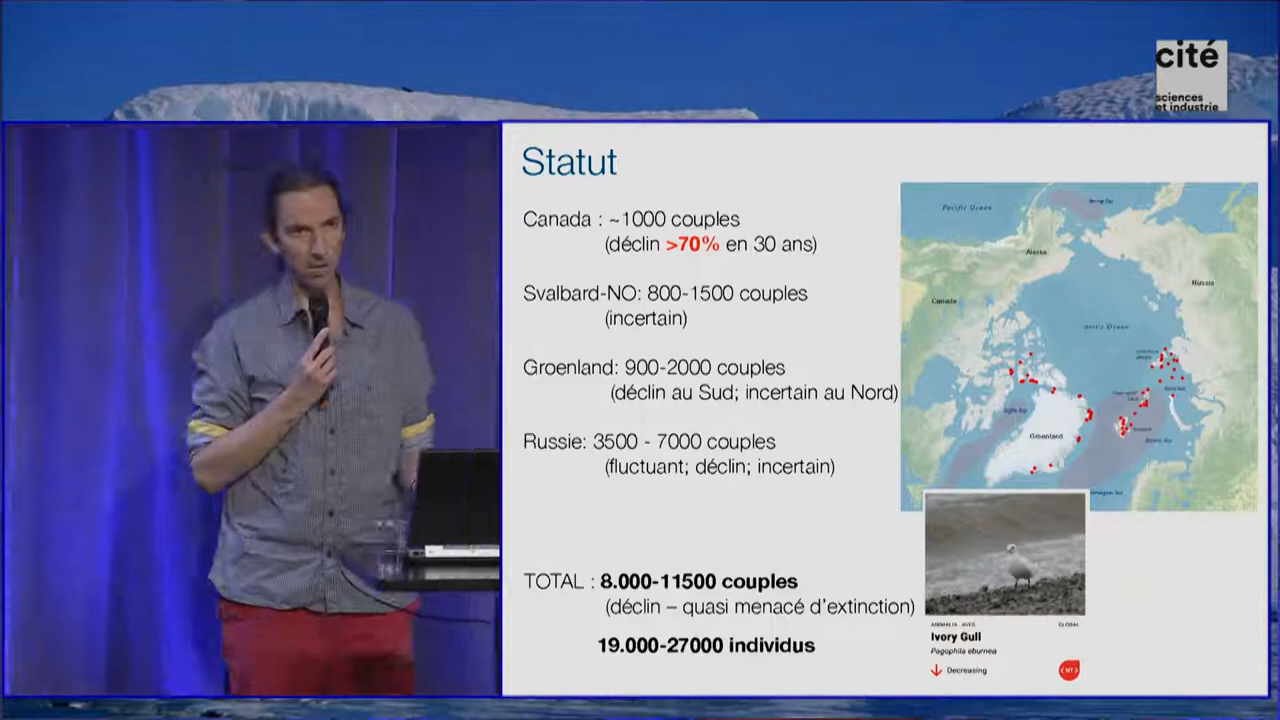 cité
sciences
et industrie
Statut
Canada : ~1000 couples
(déclin >70% en 30 ans)
Svalbard-NO: 800-1500 couples
(incertain)
Groenland: 900-2000 couples
(déclin au Sud; incertain au Nord)
Russie: 3500 - 7000 couples
(fluctuant; déclin; incertain)
TOTAL : 8.000-11500 couples
(déclin – quasi menacé d'extinction)
19.000-27000 individus
Pacific Ocean
Alaska
Russia
Canada
Arctic Ocean
Greenland
ANIMALIA - AVES
GLOBAL
Ivory Gull
Pagophila eburnea
Decreasing
NT